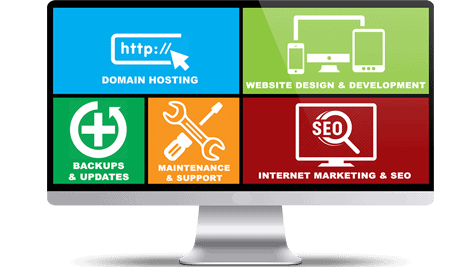 http://
DOMAIN HOSTING
WEBSITE DESIGN & DEVELOPMENT
BACKUPS
& UPDATES
MAINTENANCE
& SUPPORT
SEO
INTERNET MARKETING & SEO